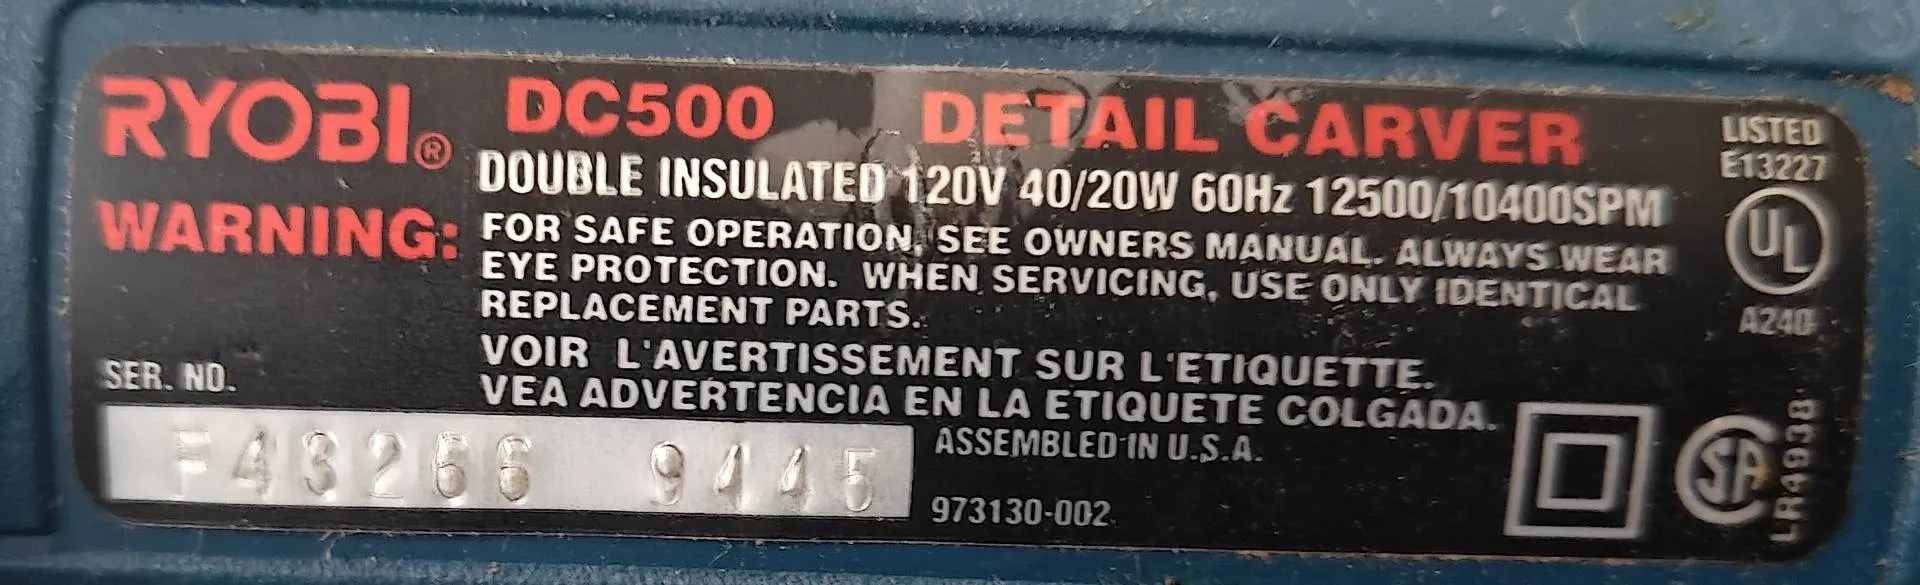 RYOBI® DC500 DETAIL CARVER
DOUBLE INSULATED 120V 40/20W 60Hz 12500/10400SPM
WARNING: FOR SAFE OPERATION, SEE OWNERS MANUAL. ALWAYS WEAR
EYE PROTECTION. WHEN SERVICING, USE ONLY IDENTICAL
REPLACEMENT PARTS.
VOIR L'AVERTISSEMENT SUR L'ETIQUETTE.
VEA ADVERTENCIA EN LA ETIQUETE COLGADA.
SER. NO.
F43266 9445
ASSEMBLED IN U.S.A.
973130-002
LISTED
E13227
UL
A240
SA
LR4938